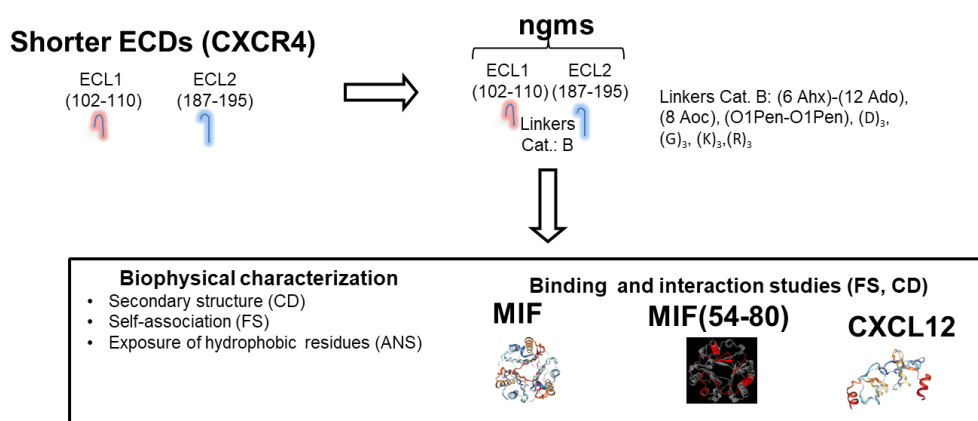 Shorter ECDs (CXCR4)
ECL1
(102-110)
ECL2
(187-195)
ngms
ECL1 ECL2
(102-110) (187-195)
Linkers
Cat.: B
Linkers Cat. B: (6 Ahx)-(12 Ado),
(8 Aoc), (O1Pen-O1Pen), (D)₃,
(G)₃, (K)₃,(R)₃
Biophysical characterization
• Secondary structure (CD)
• Self-association (FS)
• Exposure of hydrophobic residues (ANS)
Binding and interaction studies (FS, CD)
MIF
MIF(54-80)
CXCL12